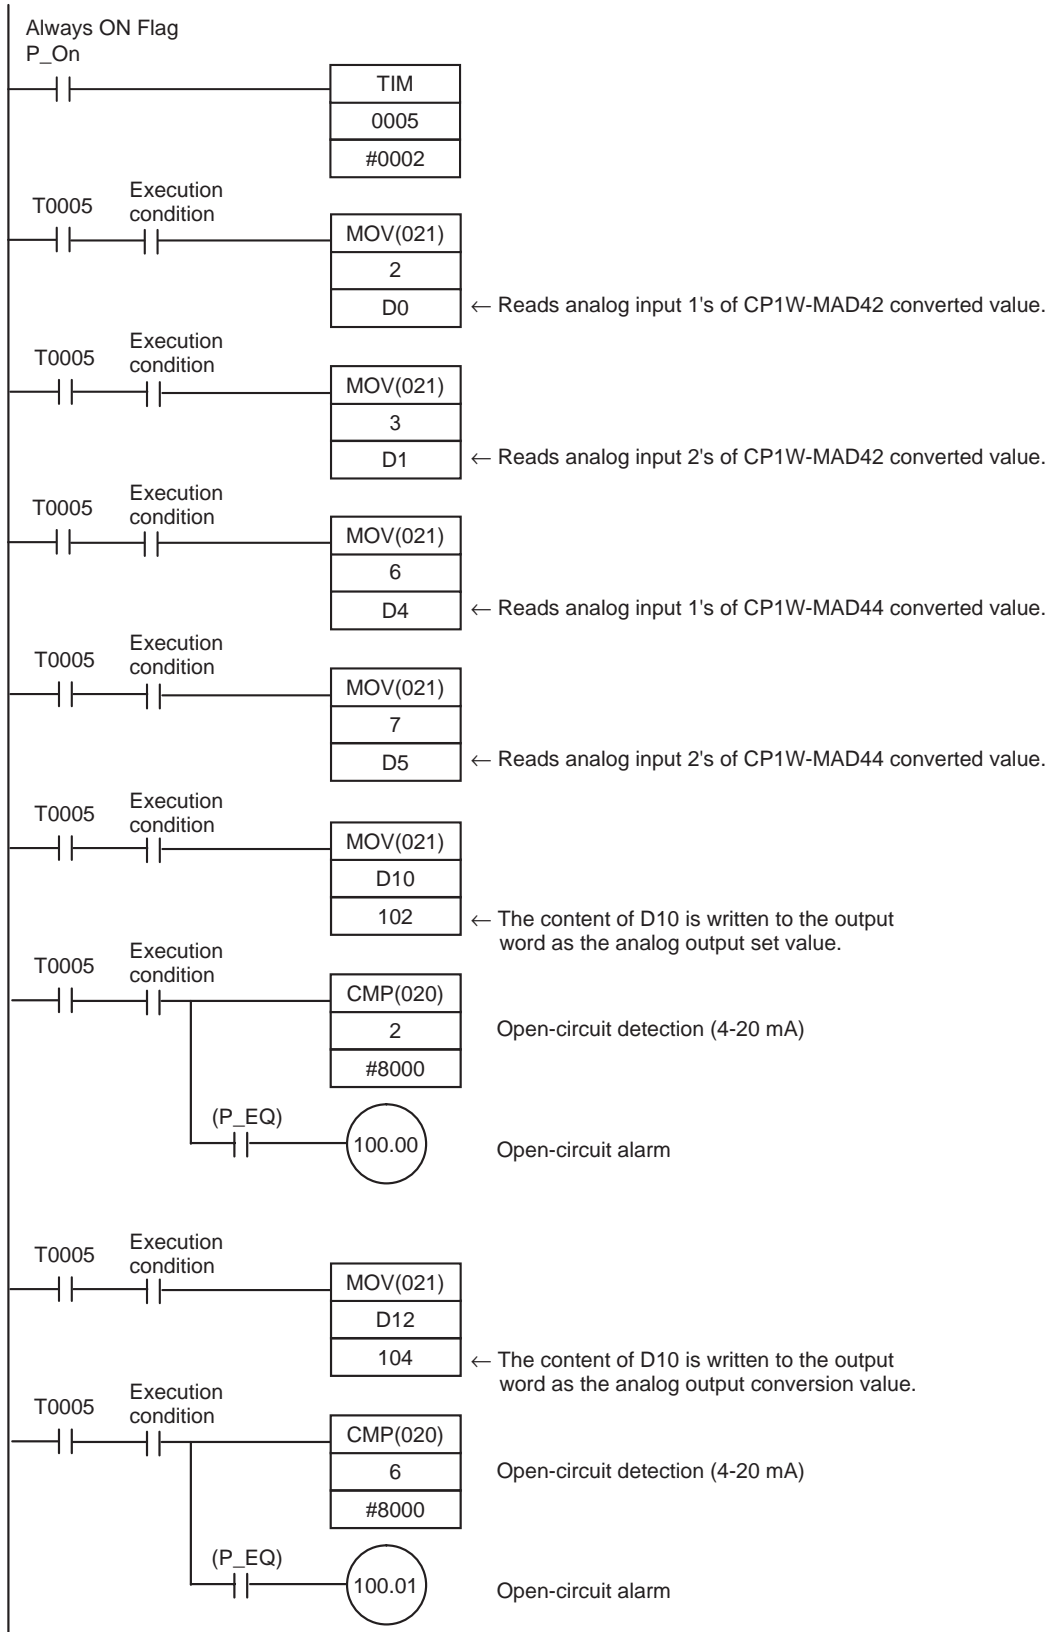 Always ON Flag
P_On
TIM
0005
#0002
T0005
Execution
condition
MOV(021)
2
D0
← Reads analog input 1's of CP1W-MAD42 converted value.
T0005
Execution
condition
MOV(021)
3
D1
← Reads analog input 2's of CP1W-MAD42 converted value.
T0005
Execution
condition
MOV(021)
6
D4
← Reads analog input 1's of CP1W-MAD44 converted value.
T0005
Execution
condition
MOV(021)
7
D5
← Reads analog input 2's of CP1W-MAD44 converted value.
T0005
Execution
condition
MOV(021)
D10
102
← The content of D10 is written to the output
word as the analog output set value.
T0005
Execution
condition
CMP(020)
2
#8000
Open-circuit detection (4-20 mA)
(P_EQ)
100.00
Open-circuit alarm
T0005
Execution
condition
MOV(021)
D12
104
← The content of D10 is written to the output
word as the analog output conversion value.
T0005
Execution
condition
CMP(020)
6
#8000
Open-circuit detection (4-20 mA)
(P_EQ)
100.01
Open-circuit alarm